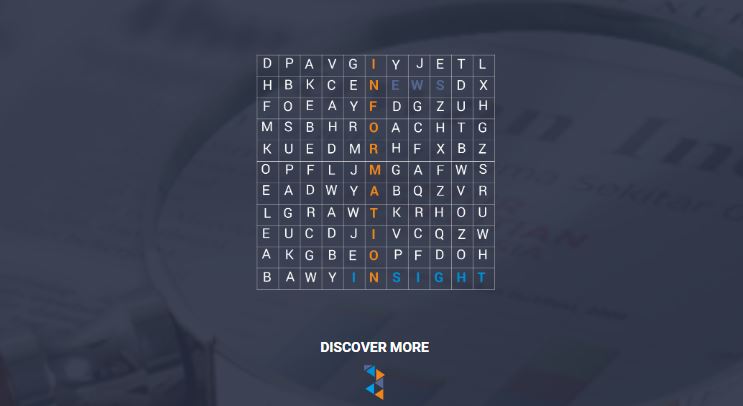 D P A V G I Y J E T L
H B K C E N E W S D X
F O E A Y F D G Z U H
M S B H R O A C H T G
K U E D M R H F X B Z
O P F L J M G A F W S
E A D W Y A B Q Z V R
L G R A W T K R H O U
E U C D J I V C Q Z W
A K G B E O P F D O H
B A W Y I N S I G H T
DISCOVER MORE